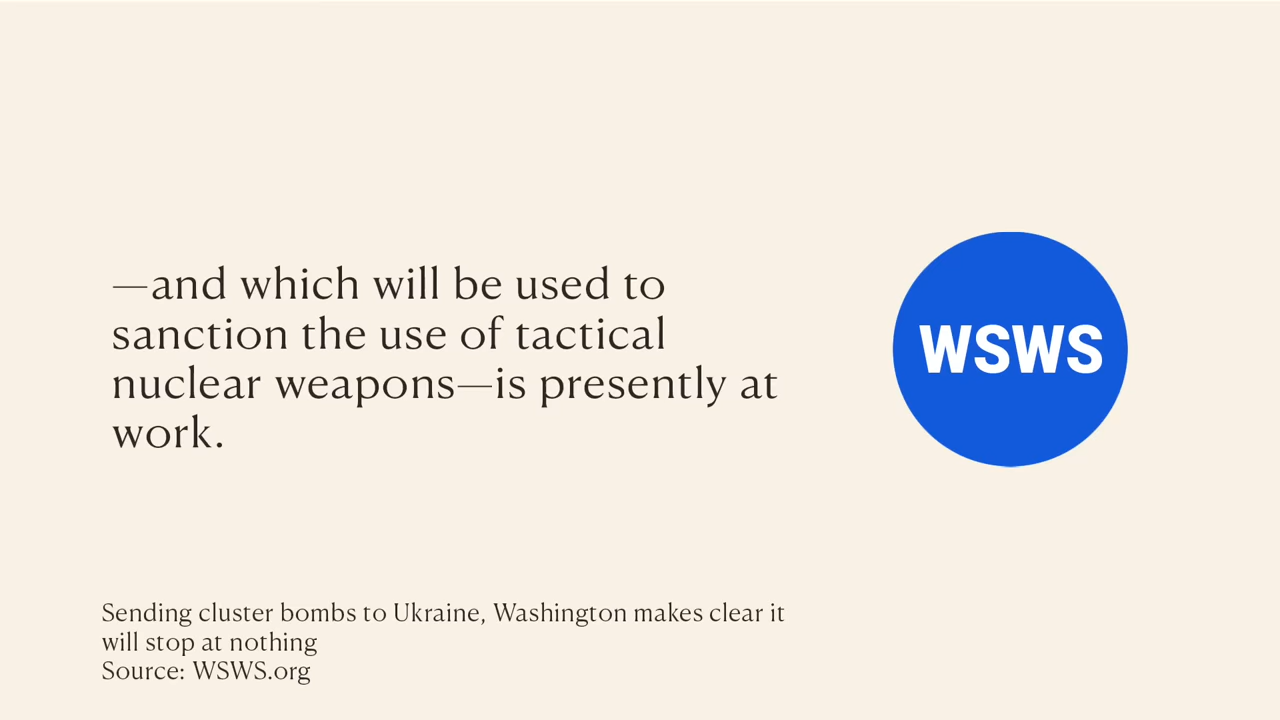 —and which will be used to
sanction the use of tactical
nuclear weapons—is presently at
work.
WSWS
Sending cluster bombs to Ukraine, Washington makes clear it
will stop at nothing
Source: WSWS.org